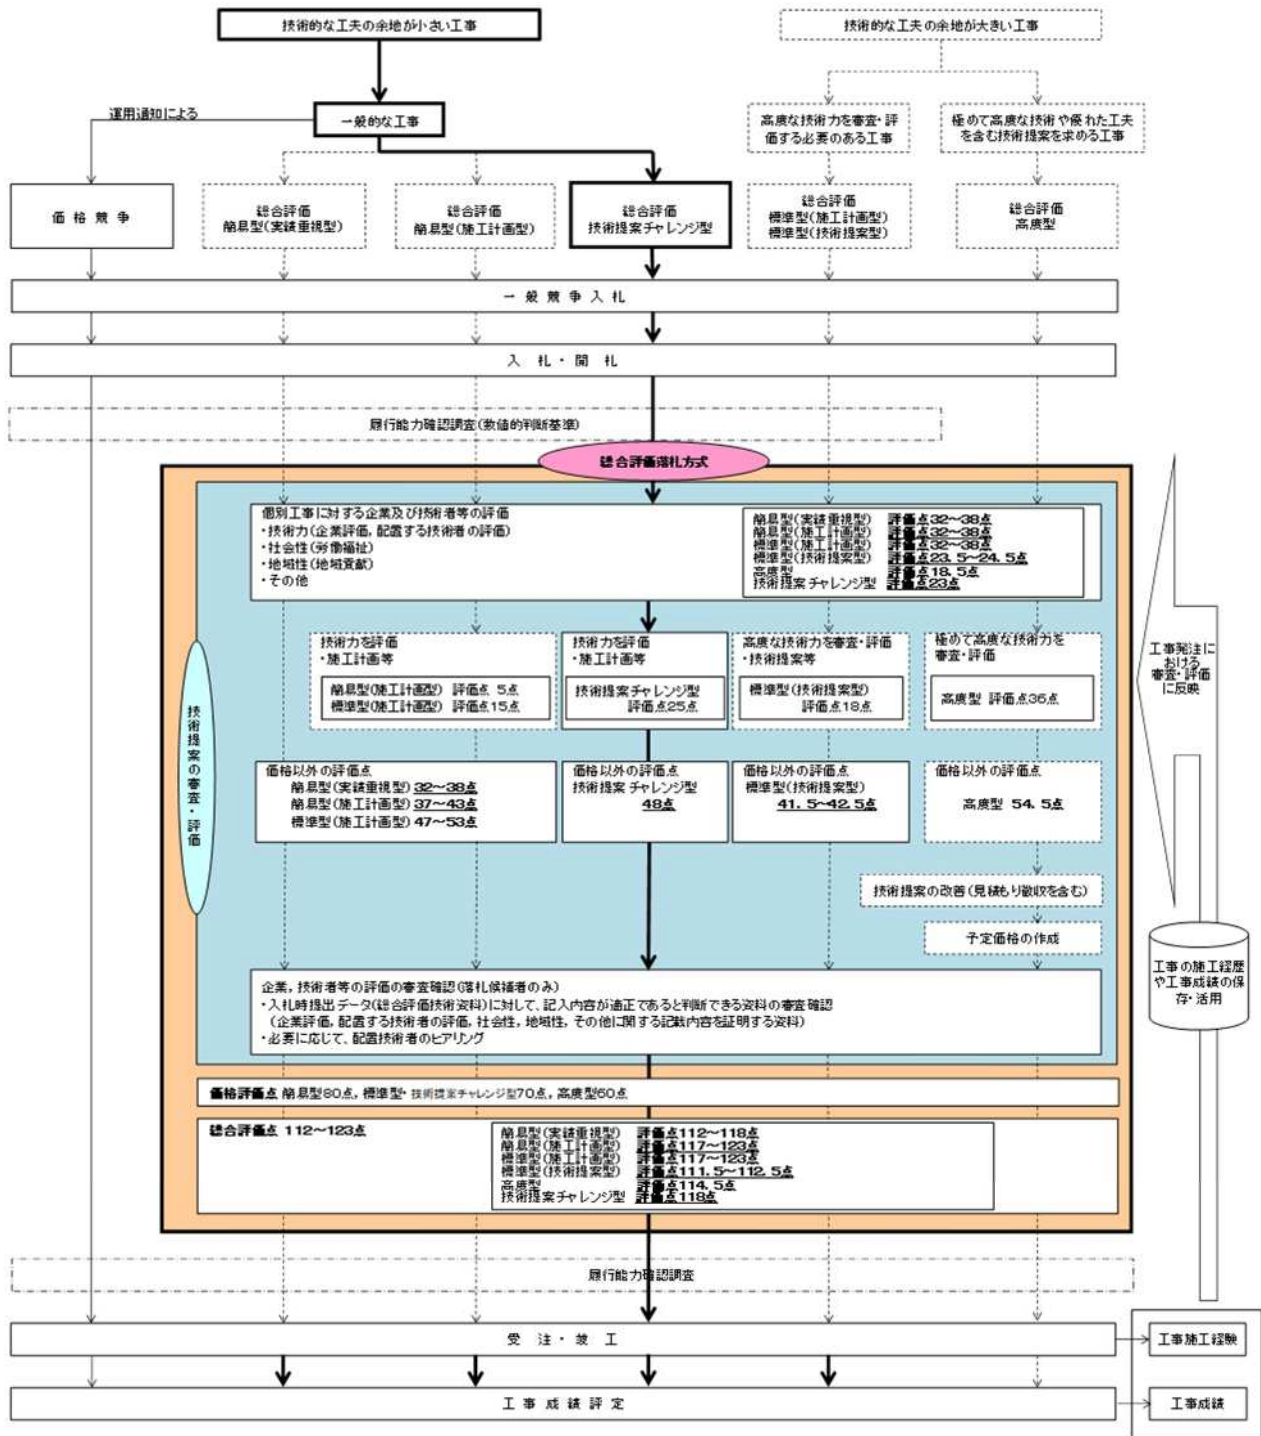 技術的な工夫の余地が小さい工事
技術的な工夫の余地が大きい工事
運用通知による
一般的な工事
高度な技術力を審査・評
価する必要のある工事
極めて高度な技術や優れた工夫
を含む技術提案を求める工事
価格競争
総合評価
簡易型(実績重視型)
総合評価
簡易型(施工計画型)
総合評価
技術提案チャレンジ型
総合評価
標準型(施工計画型)
標準型(技術提案型)
総合評価
高度型
一般競争入札
入札・開札
履行能力確認調査(数値的判断基準)
総合評価落札方式
個別工事に対する企業及び技術者等の評価
・技術力(企業評価,配置する技術者の評価)
・社会性(労働福祉)
・地域性(地域貢献)
・その他
簡易型(実績重視型) 評価点32~38点
簡易型(施工計画型) 評価点32~38点
標準型(施工計画型) 評価点32~38点
標準型(技術提案型) 評価点23.5~24.5点
高度型 評価点18.5点
技術提案チャレンジ型 評価点23点
技術提案の審査・評価
技術力を評価
・施工計画等
簡易型(施工計画型) 評価点 5点
標準型(施工計画型) 評価点15点
技術力を評価
・施工計画等
技術提案チャレンジ型
評価点25点
高度な技術力を審査・評価
・技術提案等
標準型(技術提案型)
評価点18点
極めて高度な技術力を
審査・評価
高度型 評価点36点
工事発注に
おける
審査・評価
に反映
価格以外の評価点
簡易型(実績重視型) 32~38点
簡易型(施工計画型) 37~43点
標準型(施工計画型) 47~53点
価格以外の評価点
技術提案チャレンジ型
48点
価格以外の評価点
標準型(技術提案型)
41.5~42.5点
価格以外の評価点
高度型 54.5点
技術提案の改善(見積もり徴収を含む)
予定価格の作成
工事の施工経歴
や工事成績の保
存・活用
企業,技術者等の評価の審査確認(落札候補者のみ)
・入札時提出データ(総合評価技術資料)に対して、記入内容が適正であると判断できる資料の審査確認
(企業評価,配置する技術者の評価,社会性,地域性,その他に関する記載内容を証明する資料)
・必要に応じて、配置技術者のヒアリング
価格評価点 簡易型80点,標準型・技術提案チャレンジ型70点,高度型60点
総合評価点 112~123点
簡易型(実績重視型) 評価点112~118点
簡易型(施工計画型) 評価点117~123点
標準型(施工計画型) 評価点117~123点
標準型(技術提案型) 評価点111.5~112.5点
高度型 評価点114.5点
技術提案チャレンジ型 評価点118点
履行能力確認調査
受注・竣工
工事施工経験
工事成績評定
工事成績